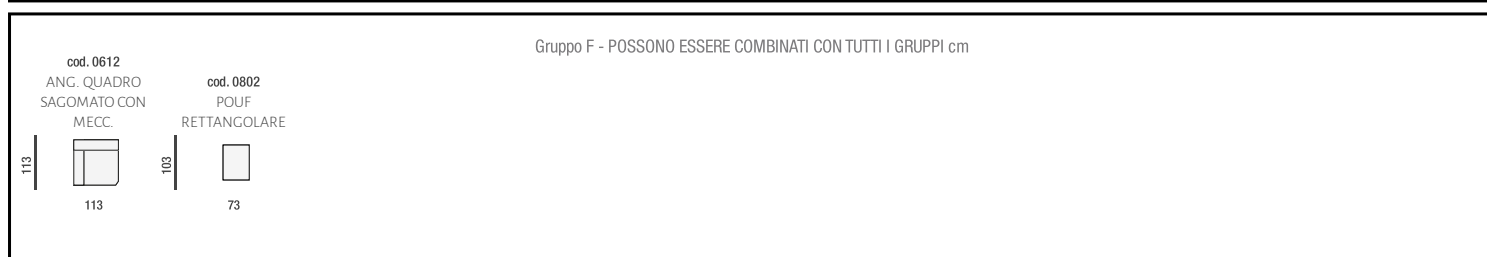 Gruppo F - POSSONO ESSERE COMBINATI CON TUTTI I GRUPPI cm
cod. 0612
ANG. QUADRO
SAGOMATO CON
MECC.
113
113
cod. 0802
POUF
RETTANGOLARE
103
73